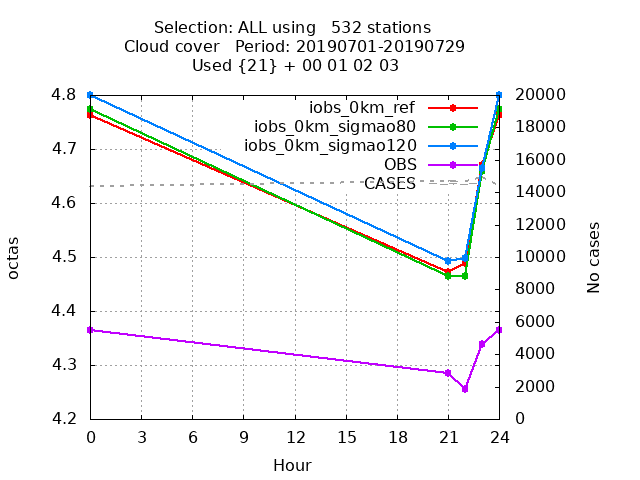 Selection: ALL using   532 stations
Cloud cover   Period: 20190701-20190729
Used {21} + 00 01 02 03
4.8
4.7
4.6
4.5
4.4
4.3
4.2
octas
iobs_0km_ref
iobs_0km_sigmao80
iobs_0km_sigmao120
OBS
CASES
20000
18000
16000
14000
12000
10000
8000
6000
4000
2000
0
No cases
0 3 6 9 12 15 18 21 24
Hour